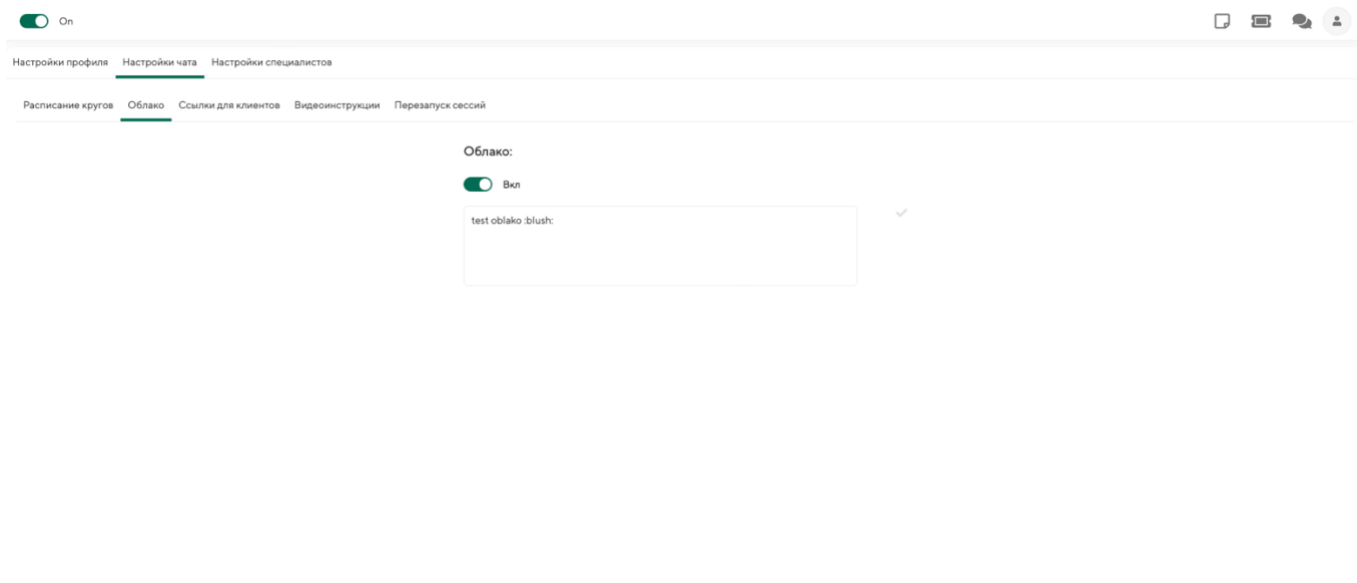 On
Настройки профиля Настройки чата Настройки специалистов
Расписание кругов Облако Ссылки для клиентов Видеоинструкции Перезапуск сессий
Облако:
Вкл
test oblako :blush: